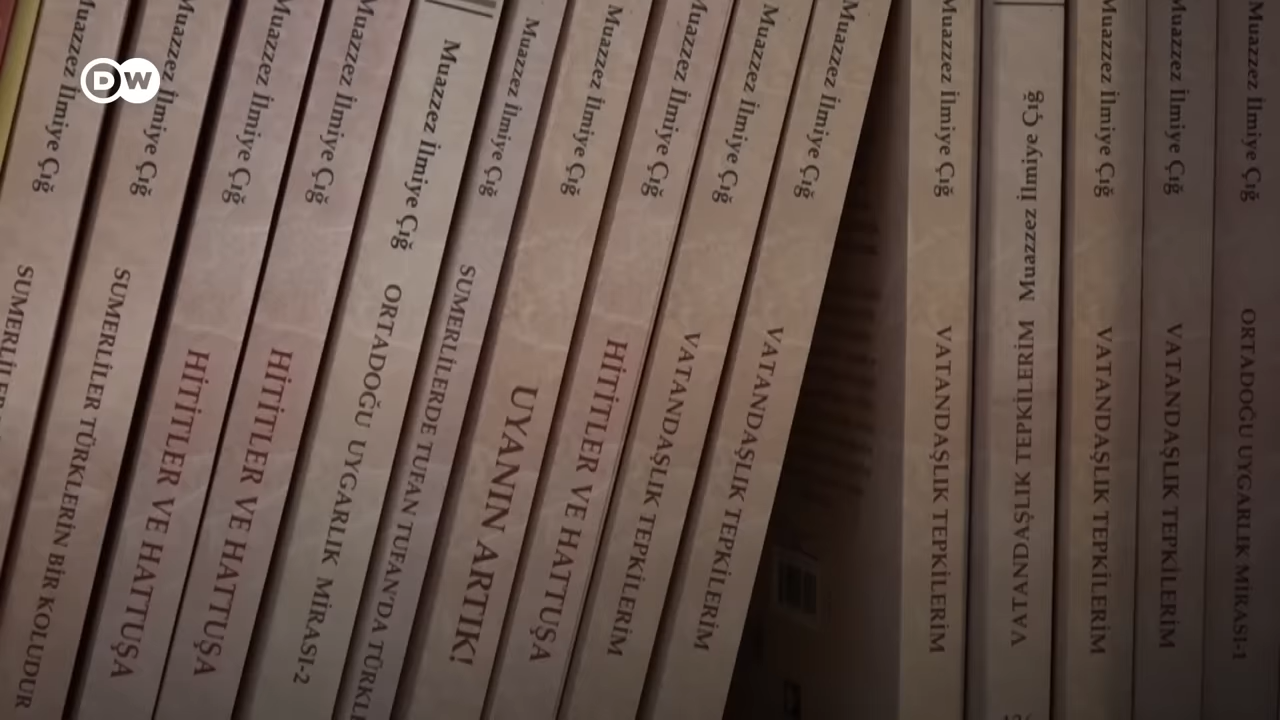 DW
Muazzez İlmiye Çığ
Muazzez İlmiye Çığ SUMERLİLER TÜRKLERİN BİR KOLUDUR
Muazzez İlmiye Çığ HİTİTLER VE HATTUŞA
Muazzez İlmiye Çığ HİTİTLER VE HATTUŞA
Muazzez İlmiye Çığ ORTADOĞU UYGARLIK MİRASI-2
Muazzez İlmiye Çığ SUMERLİLERDE TUFAN TUFAN'DA
Muazzez İlmiye Çığ UYANIN ARTIK!
Muazzez İlmiye Çığ HİTİTLER VE HATTUŞA
Muazzez İlmiye Çığ VATANDAŞLIK TEPKİLERİM
Muazzez İlmiye Çığ VATANDAŞLIK TEPKİLERİM
Muazzez İlmiye Çığ VATANDAŞLIK TEPKİLERİM
Muazzez İlmiye Çığ VATANDAŞLIK TEPKİLERİM
Muazzez İlmiye Çığ VATANDAŞLIK TEPKİLERİM
Muazzez İlmiye Çığ VATANDAŞLIK TEPKİLERİM
Muazzez İlmiye Çığ ORTADOĞU UYGARLIK MİRASI-1